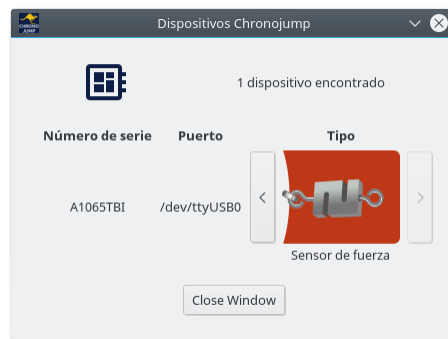 CHRONO
JUMP
Dispositivos Chronojump
1 dispositivo encontrado
Número de serie Puerto Tipo
A1065TBI /dev/ttyUSB0
Sensor de fuerza
Close Window